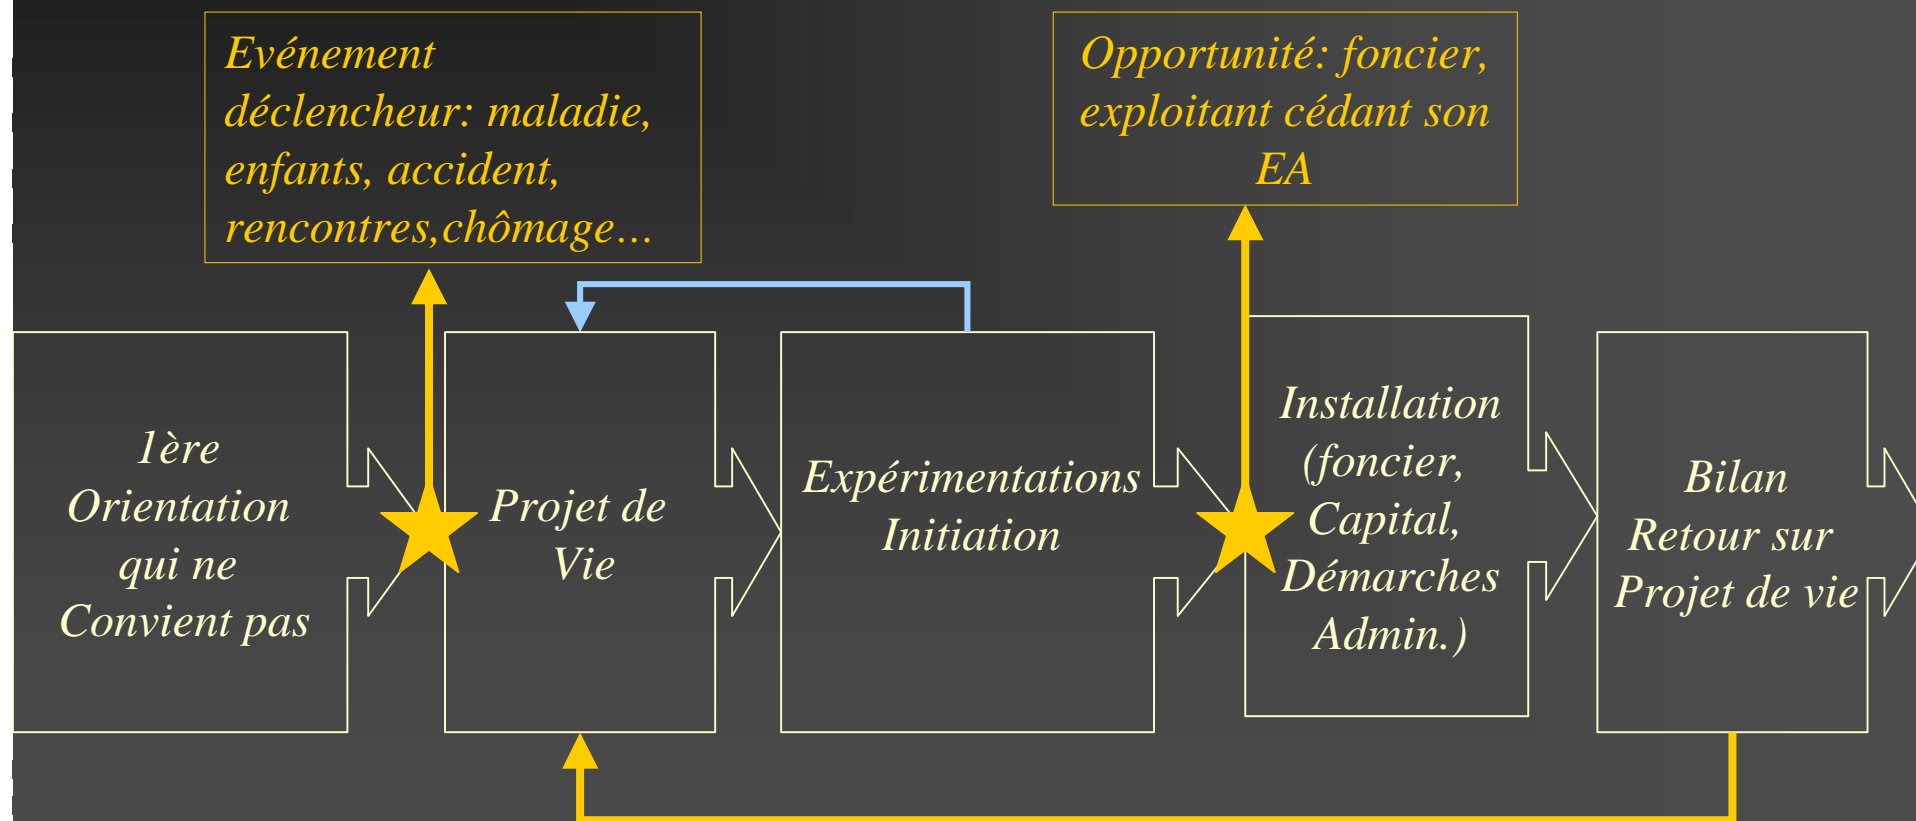 Evénement
déclencheur: maladie,
enfants, accident,
rencontres,chômage…
Opportunité: foncier,
exploitant cédant son
EA
1ère
Orientation
qui ne
Convient pas
Projet de
Vie
Expérimentations
Initiation
Installation
(foncier,
Capital,
Démarches
Admin.)
Bilan
Retour sur
Projet de vie